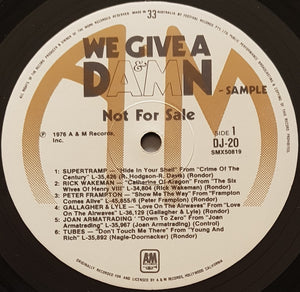 33
WE GIVE A
&
DAMN
- SAMPLE
Not For Sale
℗ 1976 A & M Records, Inc.
SIDE 1
DJ-20
SMX50819
1: SUPERTRAMP — "Hide In Your Shell" From "Crime Of The
Century" L-35,426 (R. Hodgson-R. Davis) (Rondor)
2: RICK WAKEMAN — "Catherine Of Aragon" From "The Six
Wives Of Henry VIII" L-34,804 (Rick Wakeman) (Rondor)
3: PETER FRAMPTON — "Show Me The Way" From "Frampton
Comes Alive" L-45,655/6 (Peter Frampton) (Rondor)
4: GALLAGHER & LYLE — "Love On The Airwaves" From "Love
On The Airwaves" L-36,129 (Gallagher & Lyle) (Rondor)
5: JOAN ARMATRADING — "Down To Zero" From "Joan
Armatrading" L-35,967 (Joan Armatrading) (Control)
6: TUBES — "Don't Touch Me There" From "Young And
Rich" L-35,892 (Nagle-Doornacker) (Rondor)
A&M
RECORDS
ORIGINALLY RECORDED FOR AND ISSUED BY A & M RECORDS, HOLLYWOOD, CALIFORNIA